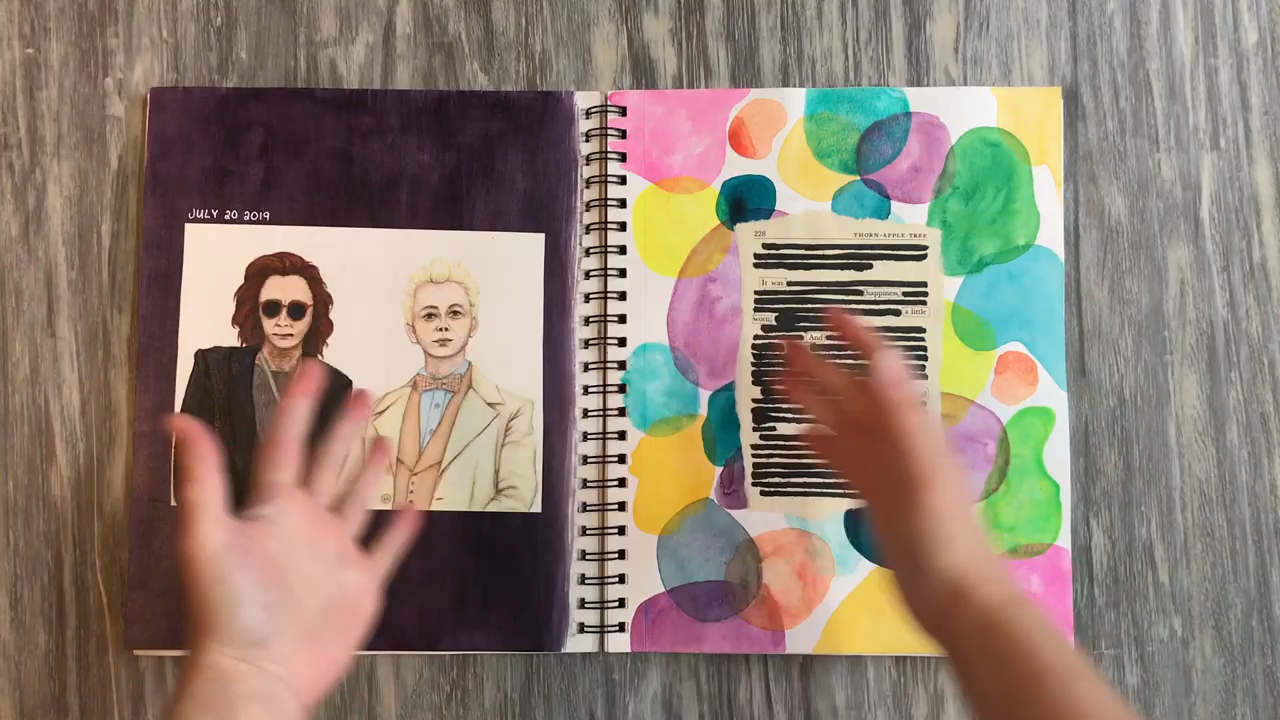 JULY 20 2019
228 THORN-APPLE TREE
It was
happiness,
a little
worn,
And